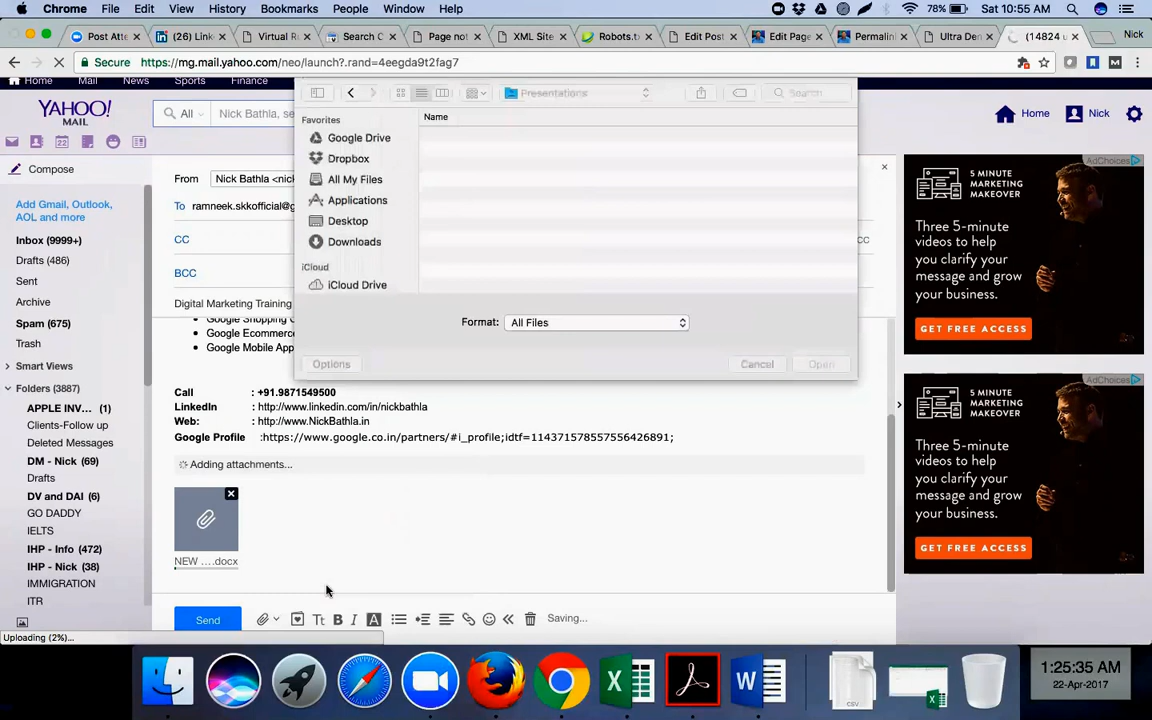 Chrome File Edit View History Bookmarks People Window Help 78% Sat 10:55 AM
Post Atte (26) Link Virtual R Search C Page not XML Site Robots.tx Edit Post Edit Page Permalin Ultra Den (14824 u Nick
Secure https://mg.mail.yahoo.com/neo/launch?.rand=4eegda9t2fag7
Home Mail News Sports Finance
YAHOO!
MAIL
All Nick Bathla, se
Home Nick
Presentations Search
Favorites
Name
Google Drive
Dropbox
All My Files
Applications
Desktop
Downloads
iCloud
iCloud Drive
Format: All Files
Options Cancel Open
Compose
Add Gmail, Outlook,
AOL and more
Inbox (9999+)
Drafts (486)
Sent
Archive
Spam (675)
Trash
Smart Views
Folders (3887)
APPLE INV... (1)
Clients-Follow up
Deleted Messages
DM - Nick (69)
Drafts
DV and DAI (6)
GO DADDY
IELTS
IHP - Info (472)
IHP - Nick (38)
IMMIGRATION
ITR
From Nick Bathla <nick
To ramneek.skkofficial@g
CC
CC
BCC
Digital Marketing Training
Google Shopping
Google Ecommerc
Google Mobile App
Call : +91.9871549500
LinkedIn : http://www.linkedin.com/in/nickbathla
Web: : http://www.NickBathla.in
Google Profile :https://www.google.co.in/partners/#i_profile;idtf=114371578557556426891;
Adding attachments...
NEW ....docx
Send Tt B I A Saving...
Uploading (2%)...
AdChoices
5 MINUTE
MARKETING
MAKEOVER
Three 5-minute
videos to help
you clarify your
message and grow
your business.
GET FREE ACCESS
AdChoices
5 MINUTE
MARKETING
MAKEOVER
Three 5-minute
videos to help
you clarify your
message and grow
your business.
GET FREE ACCESS
CSV
1:25:35 AM
22-Apr-2017